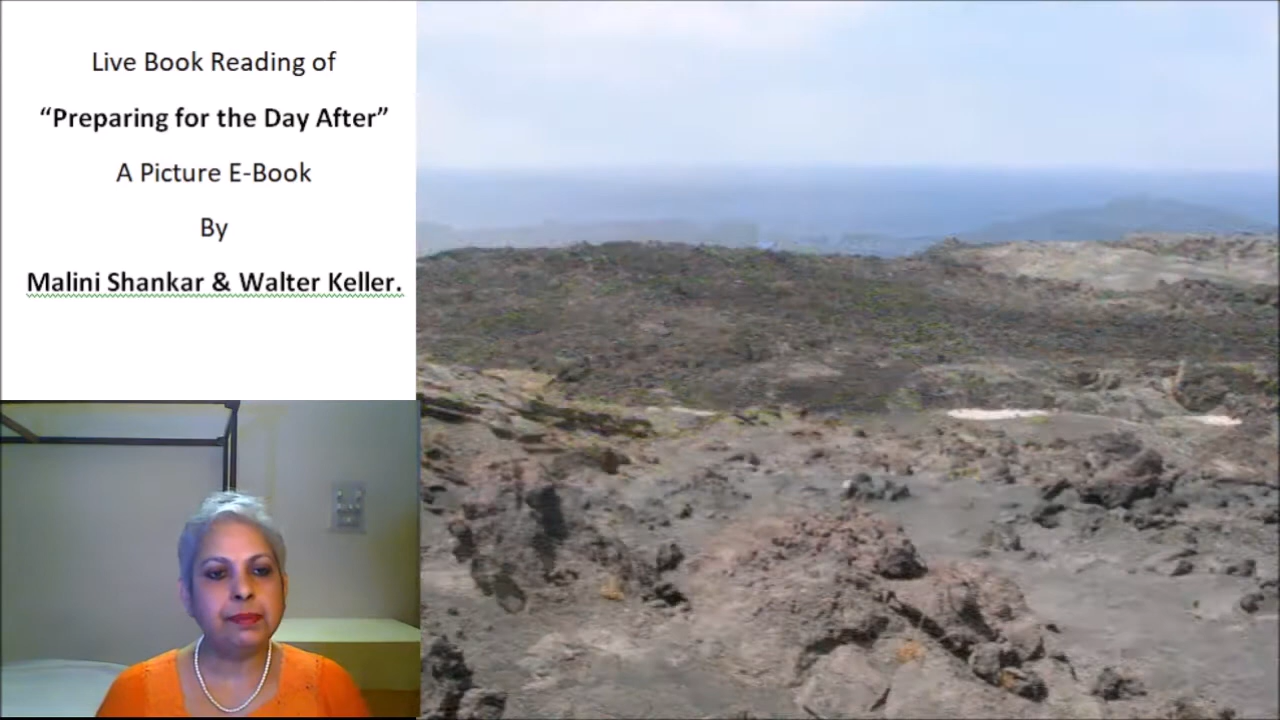 Live Book Reading of
“Preparing for the Day After”
A Picture E-Book
By
Malini Shankar & Walter Keller.